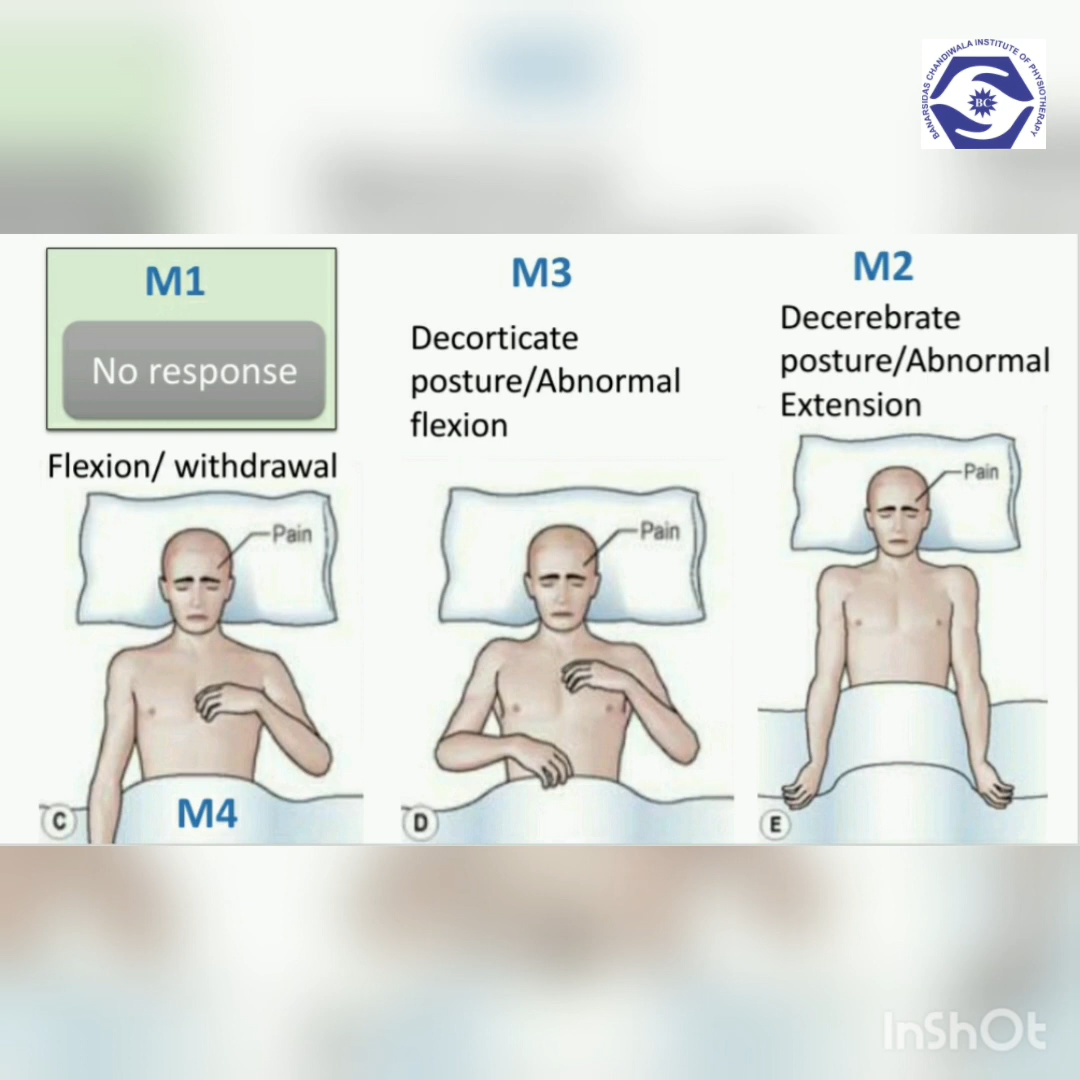 BANARSIDAS CHANDIWALA INSTITUTE OF PHYSIOTHERAPY
BC
M1
No response
Flexion/ withdrawal
Pain
M4
C
M3
Decorticate
posture/Abnormal
flexion
Pain
D
M2
Decerebrate
posture/Abnormal
Extension
Pain
E
InShOt